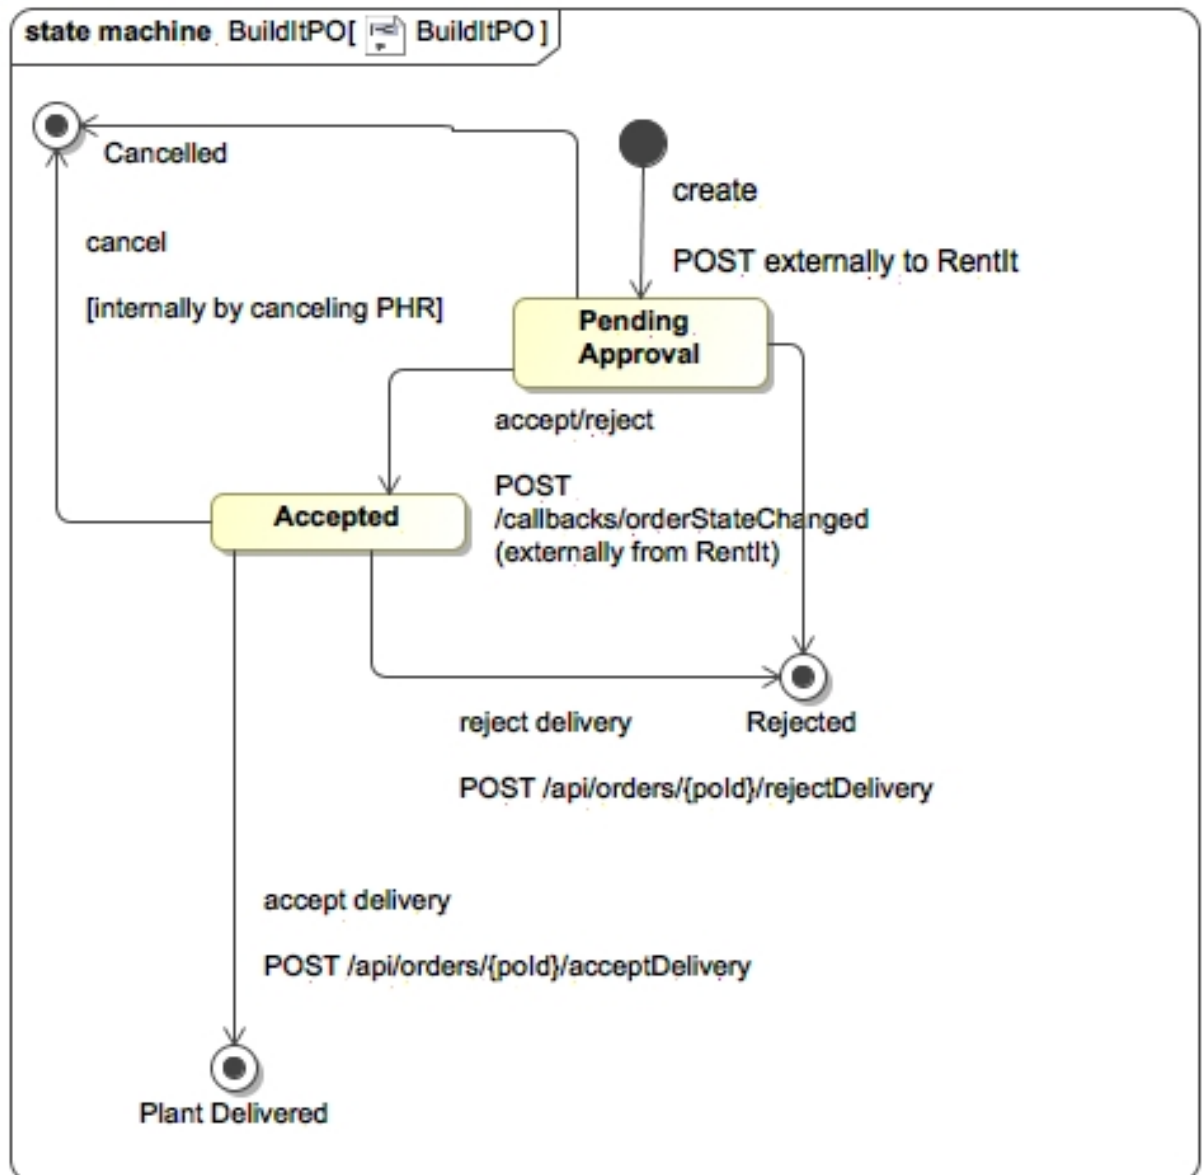 state machine BuildItPO[ BuildItPO ]
Cancelled
create
cancel
POST externally to RentIt
[internally by canceling PHR]
Pending
Approval
accept/reject
POST
/callbacks/orderStateChanged
(externally from RentIt)
Accepted
reject delivery
Rejected
POST /api/orders/{poId}/rejectDelivery
accept delivery
POST /api/orders/{poId}/acceptDelivery
Plant Delivered